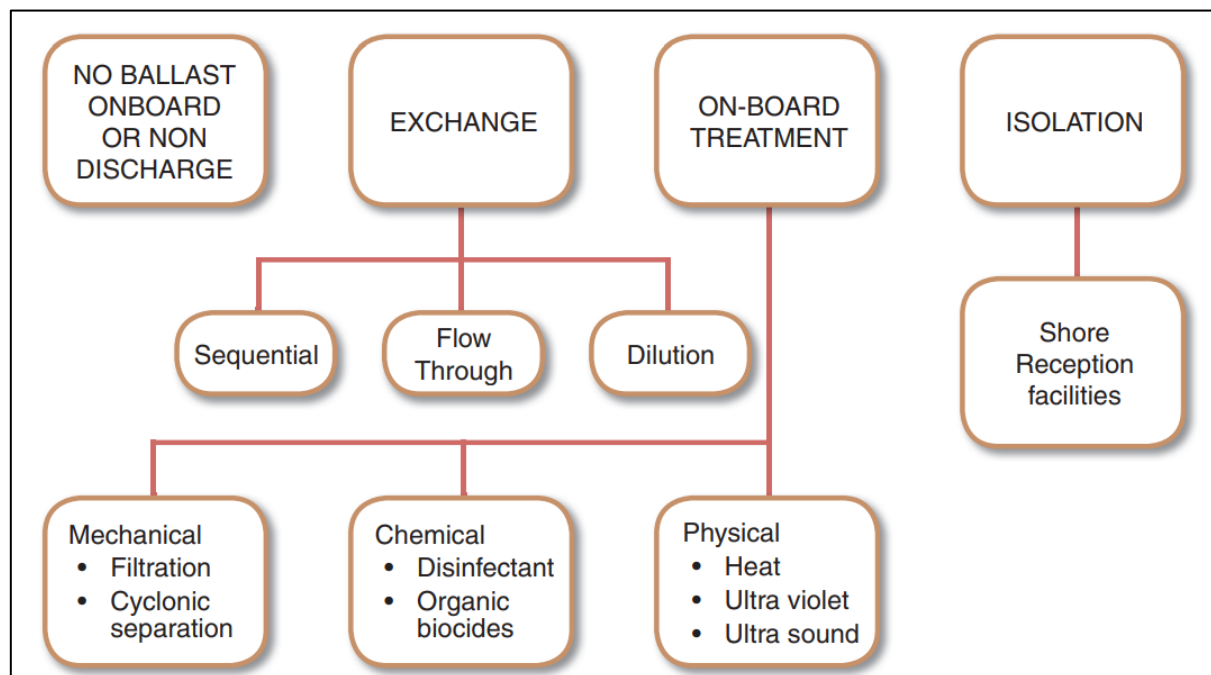 NO BALLAST
ONBOARD
OR NON
DISCHARGE
EXCHANGE
ON-BOARD
TREATMENT
ISOLATION
Sequential
Flow
Through
Dilution
Shore
Reception
facilities
Mechanical
• Filtration
• Cyclonic
separation
Chemical
• Disinfectant
• Organic
biocides
Physical
• Heat
• Ultra violet
• Ultra sound